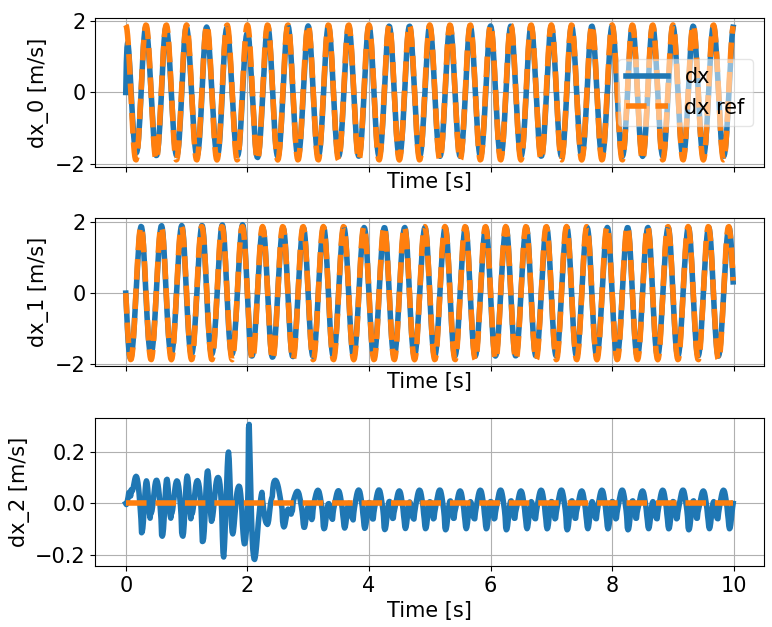 2
0
−2
dx_0 [m/s]
dx
dx ref
Time [s]
2
0
−2
dx_1 [m/s]
Time [s]
0.2
0.0
−0.2
dx_2 [m/s]
0 2 4 6 8 10
Time [s]